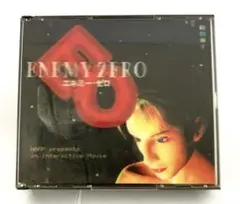 ENEMY ZERO
エネミー・ゼロ
WARP presents
an Interactive Movie